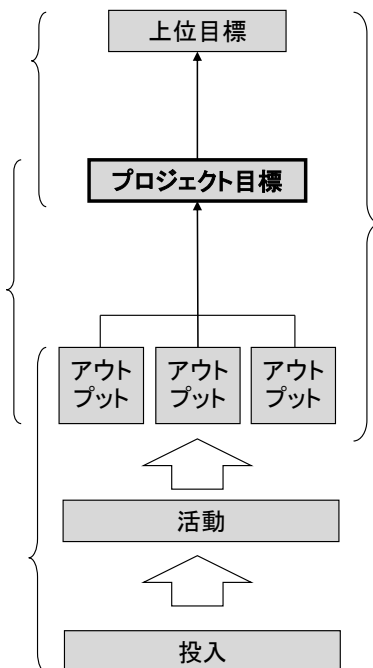 上位目標
プロジェクト目標
アウト
プット
アウト
プット
アウト
プット
活動
投入